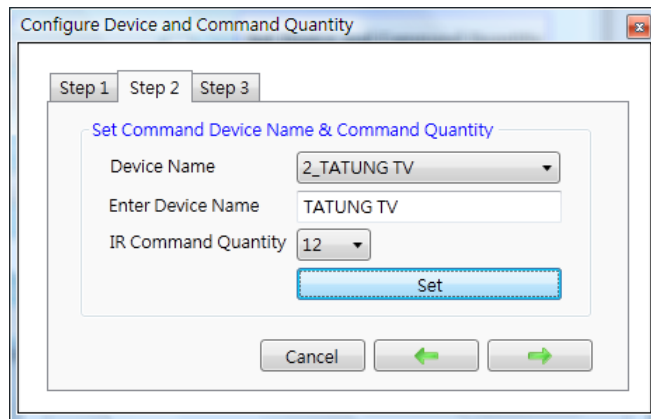 Configure Device and Command Quantity
Step 1 Step 2 Step 3
Set Command Device Name & Command Quantity
Device Name 2_TATUNG TV
Enter Device Name TATUNG TV
IR Command Quantity 12
Set
Cancel